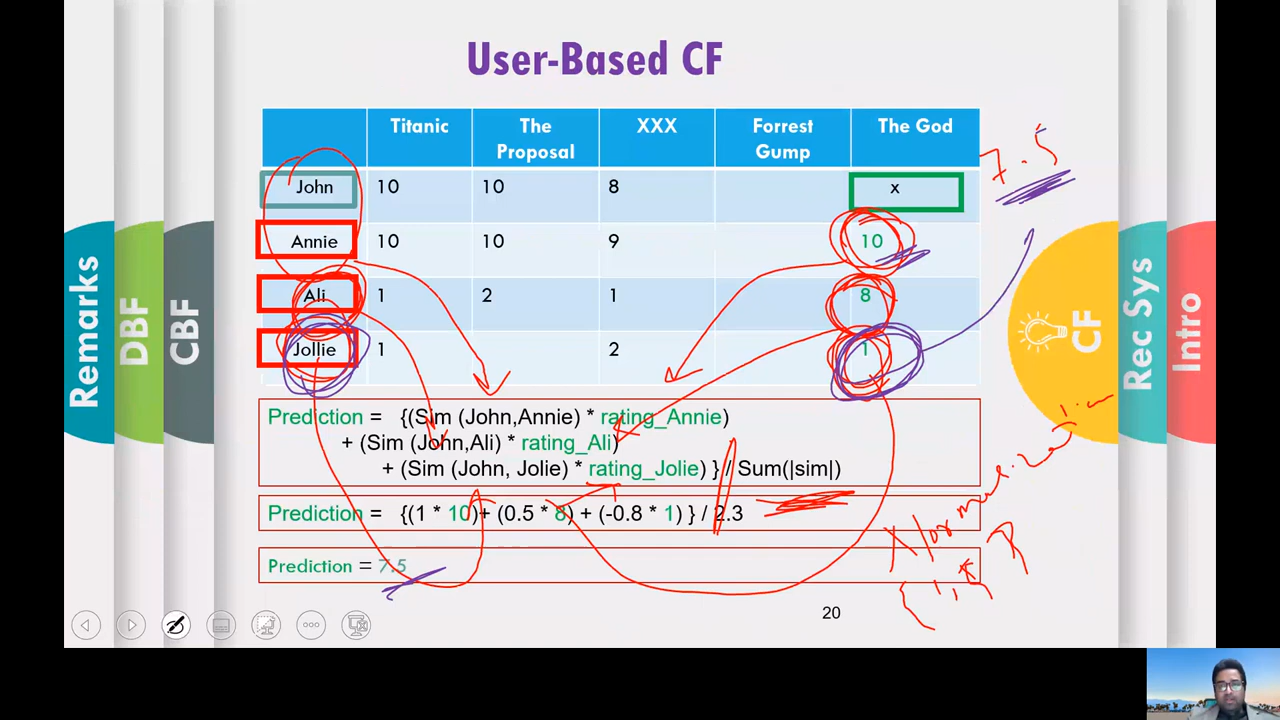 User-Based CF
Titanic The Proposal XXX Forrest Gump The God
John 10 10 8 x
Annie 10 10 9 10
Ali 1 2 1 8
Jollie 1 2 1
7.5
Prediction = {(Sim (John,Annie) * rating_Annie)
+ (Sim (John,Ali) * rating_Ali)
+ (Sim (John, Jolie) * rating_Jolie) } / Sum(|sim|)
Prediction = {(1 * 10)+ (0.5 * 8) + (-0.8 * 1) } / 2.3
Prediction = 7.5
20
Remarks
DBF
CBF
CF
Rec Sys
Intro